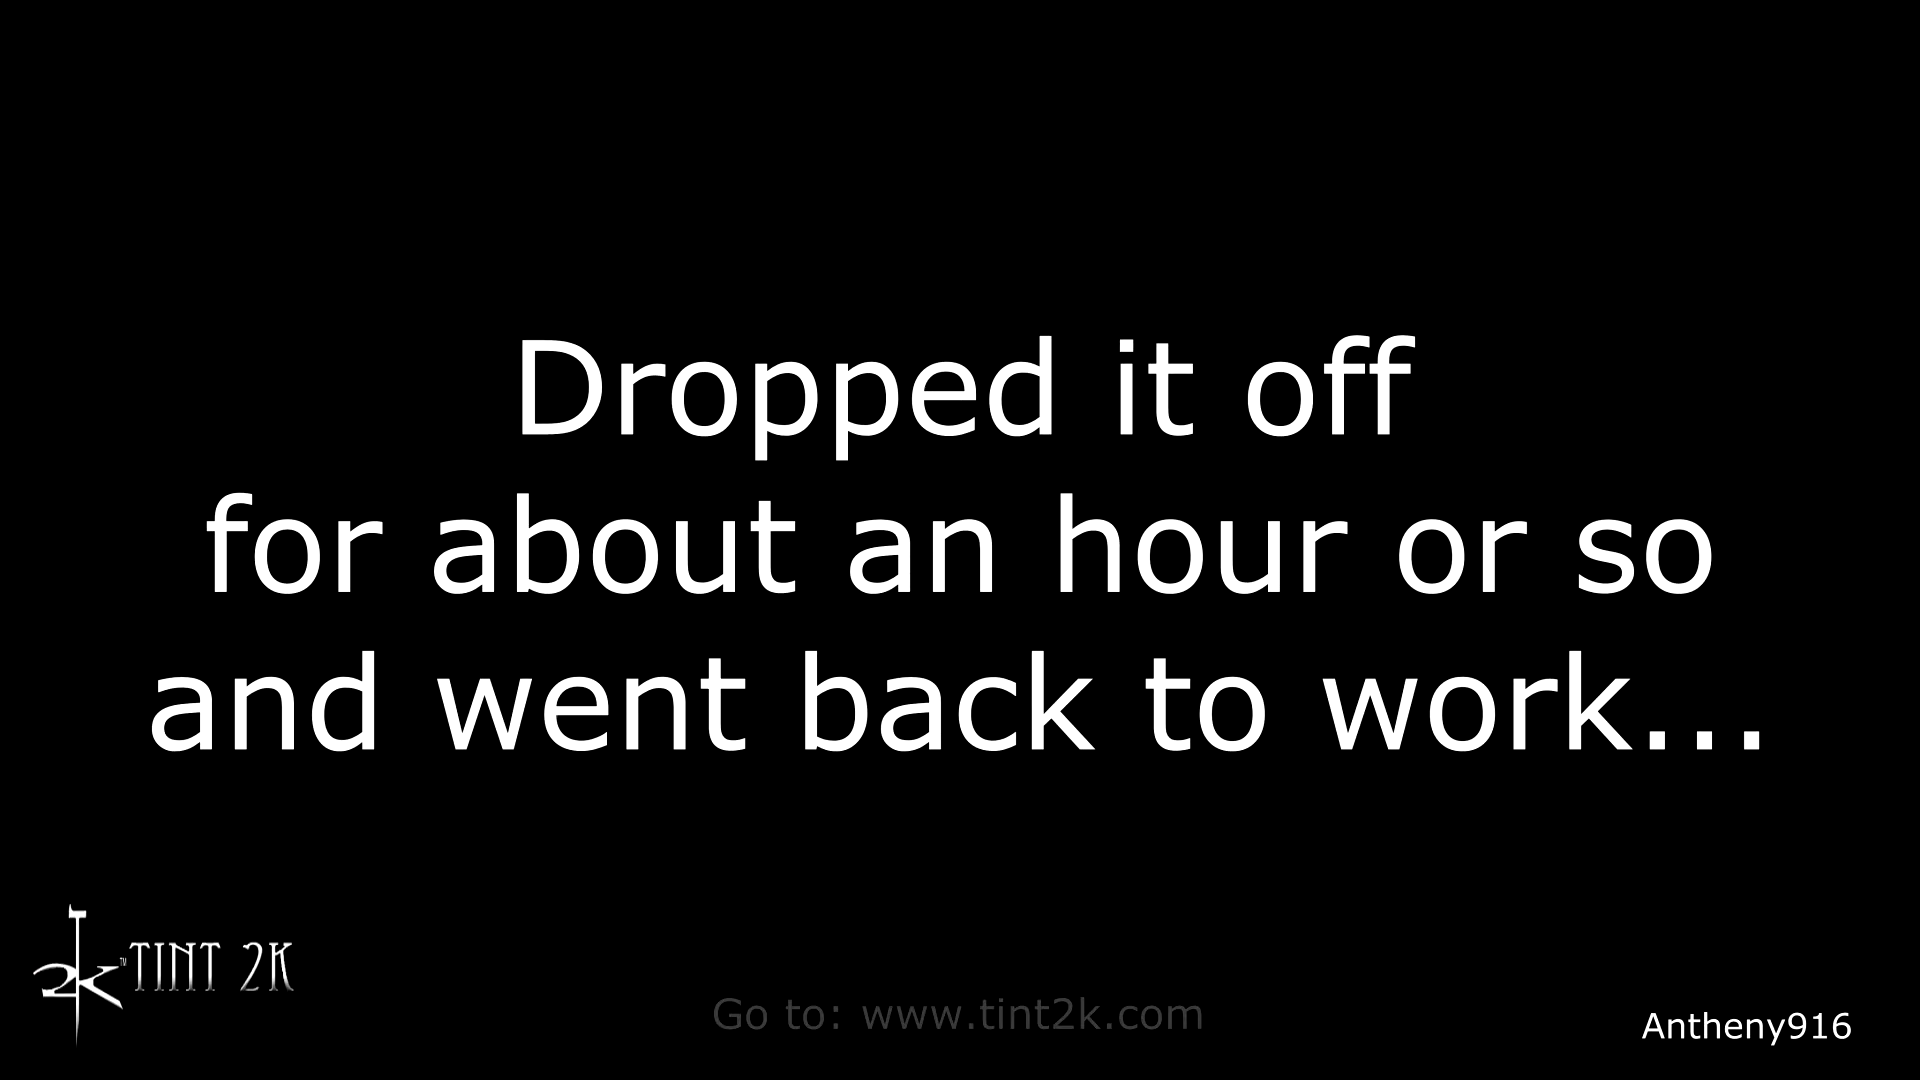 Dropped it off
for about an hour or so
and went back to work...
2K™ TINT 2K
Go to: www.tint2k.com
Antheny916